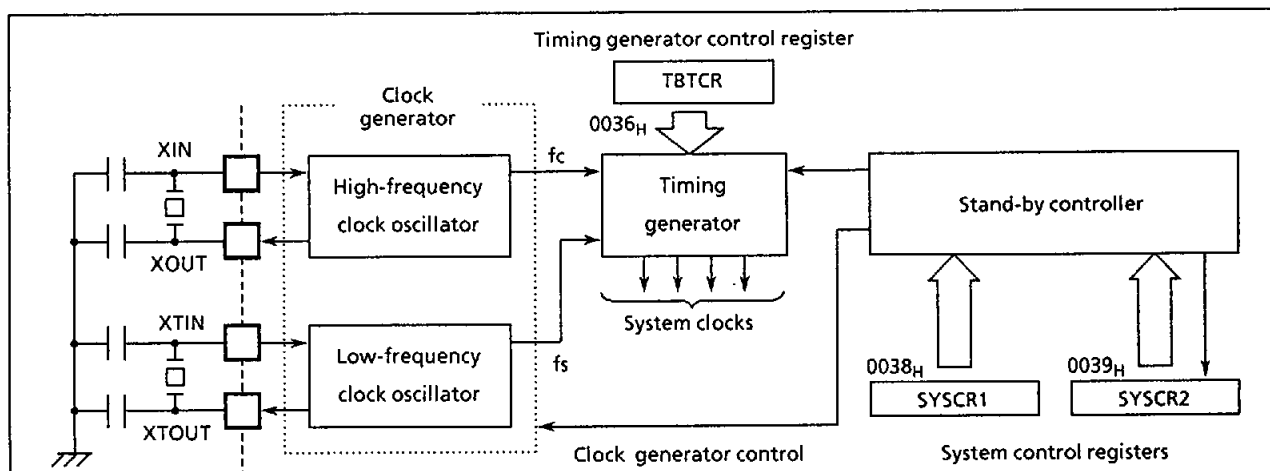 Timing generator control register
TBTCR
Clock
generator
0036H
XIN
fc
High-frequency
clock oscillator
Timing
generator
Stand-by controller
XOUT
XTIN
System clocks
Low-frequency
clock oscillator
fs
0038H
0039H
SYSCR1
SYSCR2
XTOUT
Clock generator control
System control registers